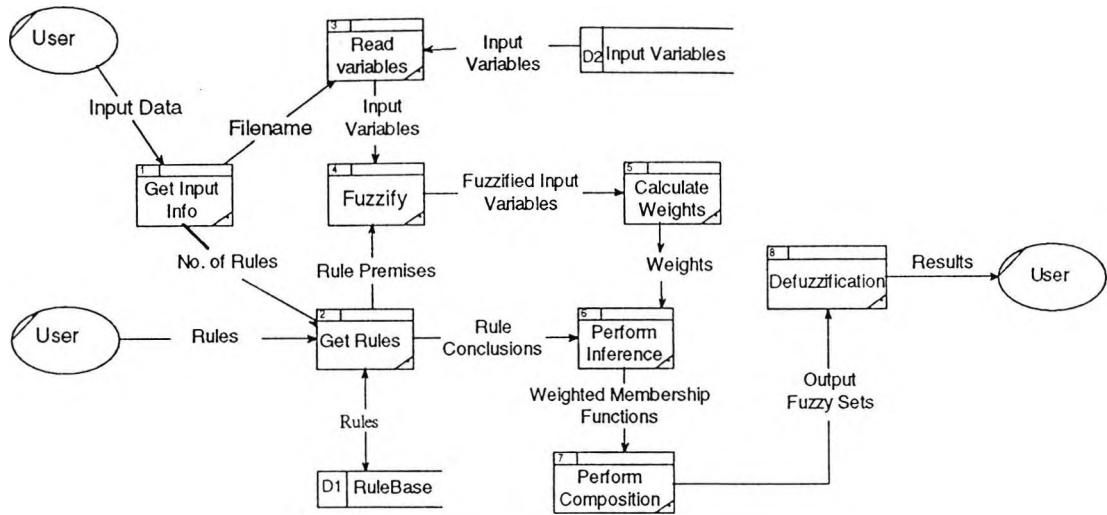 User
3
Read
variables
Input
Variables
D2 Input Variables
Input Data
Filename
Input
Variables
1
Get Input
Info
4
Fuzzify
Fuzzified Input
Variables
5
Calculate
Weights
No. of Rules
Rule Premises
Weights
8
Defuzzification
Results
User
User
Rules
2
Get Rules
Rule
Conclusions
6
Perform
Inference
Rules
Weighted Membership
Functions
Output
Fuzzy Sets
D1 RuleBase
7
Perform
Composition